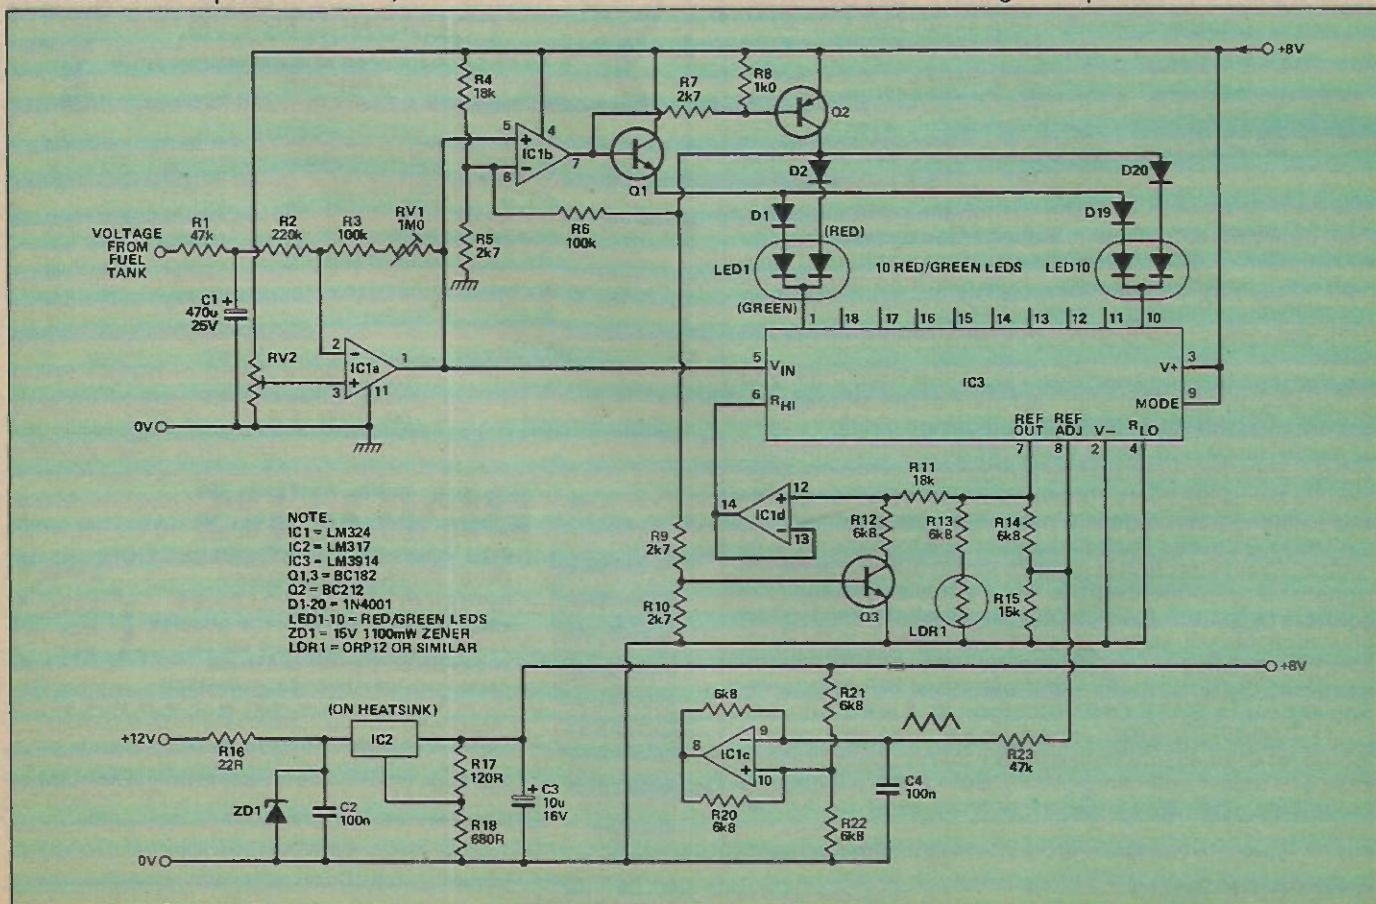 +8V
R4
18k
R7
2k7
R8
1k0
Q2
5
+
4
IC1b
7
6
−
Q1
D2
D20
R1
47k
R2
220k
R3
100k
RV1
1M0
R5
2k7
R6
100k
D1
(RED)
D19
VOLTAGE
FROM
FUEL
TANK
LED1
10 RED/GREEN LEDS
LED10
(GREEN)
C1
+
470u
25V
1
18
17
16
15
14
13
12
11
10
RV2
2
−
IC1a
1
3
+
11
5
VIN
6
RHI
IC3
3
V+
9
MODE
REF
OUT
REF
ADJ
V−
RLO
7
8
2
4
0V
R11
18k
14
12
+
IC1d
−
13
R12
6k8
R13
6k8
R14
6k8
NOTE.
IC1 = LM324
IC2 = LM317
IC3 = LM3914
Q1,3 = BC182
Q2 = BC212
D1-20 = 1N4001
LED1-10 = RED/GREEN LEDS
ZD1 = 15V 1100mW ZENER
LDR1 = ORP12 OR SIMILAR
R9
2k7
R10
2k7
Q3
LDR1
R15
15k
+8V
(ON HEATSINK)
+12V
R16
22R
IC2
R17
120R
ZD1
C2
100n
R18
680R
C3
+
10u
16V
6k8
R21
6k8
8
−
9
IC1c
+
10
R20
6k8
R22
6k8
C4
100n
R23
47k
0V